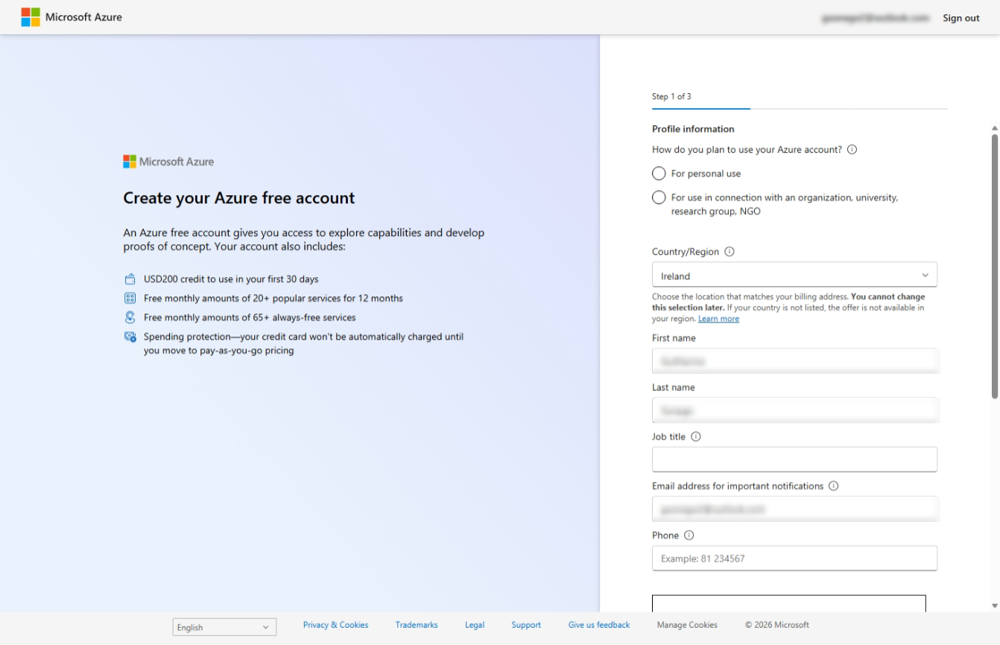 Microsoft Azure
Sign out
Microsoft Azure
Create your Azure free account
An Azure free account gives you access to explore capabilities and develop
proofs of concept. Your account also includes:
USD200 credit to use in your first 30 days
Free monthly amounts of 20+ popular services for 12 months
Free monthly amounts of 65+ always-free services
Spending protection—your credit card won't be automatically charged until
you move to pay-as-you-go pricing
Step 1 of 3
Profile information
How do you plan to use your Azure account?
For personal use
For use in connection with an organization, university,
research group, NGO
Country/Region
Ireland
Choose the location that matches your billing address. You cannot change
this selection later. If your country is not listed, the offer is not available in
your region. Learn more
First name
Last name
Job title
Email address for important notifications
Phone
Example: 81 234567
English
Privacy & Cookies
Trademarks
Legal
Support
Give us feedback
Manage Cookies
© 2026 Microsoft